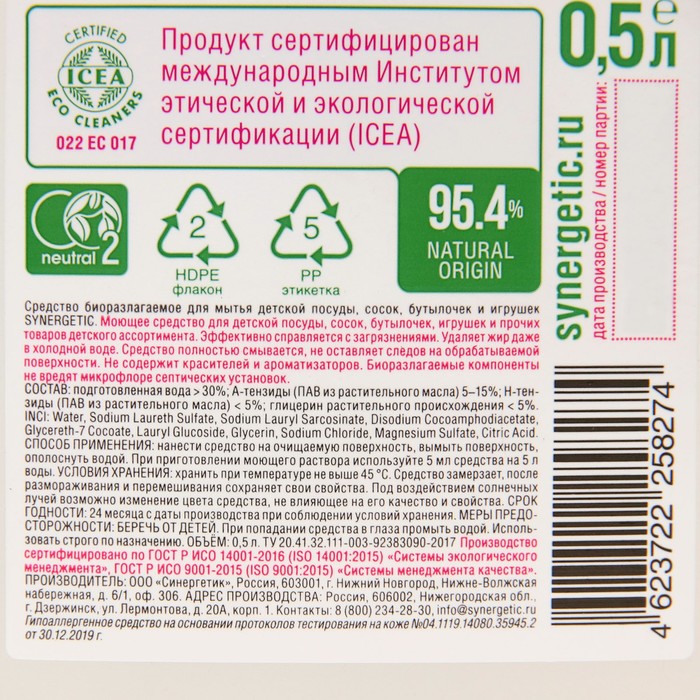 CERTIFIED
ICEA
ECO CLEANERS
022 EC 017
Продукт сертифицирован
международным Институтом
этической и экологической
сертификации (ICEA)
0,5л
℮
neutral
CO2
2
HDPE
флакон
5
PP
этикетка
95.4%
NATURAL
ORIGIN
synergetic.ru
дата производства / номер партии:
Средство биоразлагаемое для мытья детской посуды, сосок, бутылочек и игрушек
SYNERGETIC. Моющее средство для детской посуды, сосок, бутылочек, игрушек и прочих
товаров детского ассортимента. Эффективно справляется с загрязнениями. Удаляет жир даже
в холодной воде. Средство полностью смывается, не оставляет следов на обрабатываемой
поверхности. Не содержит красителей и ароматизаторов. Биоразлагаемые компоненты
не вредят микрофлоре септических установок.
СОСТАВ: подготовленная вода > 30%; А-тензиды (ПАВ из растительного масла) 5–15%; Н-тен-
зиды (ПАВ из растительного масла) < 5%; глицерин растительного происхождения < 5%.
INCI: Water, Sodium Laureth Sulfate, Sodium Lauryl Sarcosinate, Disodium Cocoamphodiacetate,
Glycereth-7 Cocoate, Lauryl Glucoside, Glycerin, Sodium Chloride, Magnesium Sulfate, Citric Acid.
СПОСОБ ПРИМЕНЕНИЯ: нанести средство на очищаемую поверхность, вымыть поверхность,
ополоснуть водой. При приготовлении моющего раствора используйте 5 мл средства на 5 л
воды. УСЛОВИЯ ХРАНЕНИЯ: хранить при температуре не выше 45 °С. Средство замерзает, после
размораживания и перемешивания сохраняет свои свойства. Под воздействием солнечных
лучей возможно изменение цвета средства, не влияющее на его качество и свойства. СРОК
ГОДНОСТИ: 24 месяца с даты производства при соблюдении условий хранения. МЕРЫ ПРЕДО-
СТОРОЖНОСТИ: БЕРЕЧЬ ОТ ДЕТЕЙ. При попадании средства в глаза промыть водой. Исполь-
зовать строго по назначению. ОБЪЁМ: 0,5 л. ТУ 20.41.32.111-003-92383090-2017 Производство
сертифицировано по ГОСТ Р ИСО 14001-2016 (ISO 14001:2015) «Системы экологического
менеджмента», ГОСТ Р ИСО 9001-2015 (ISO 9001:2015) «Системы менеджмента качества».
ПРОИЗВОДИТЕЛЬ: ООО «Синергетик», Россия, 603001, г. Нижний Новгород, Нижне-Волжская
набережная, д. 6/1, оф. 306. АДРЕС ПРОИЗВОДСТВА: Россия, 606002, Нижегородская обл.,
г. Дзержинск, ул. Лермонтова, д. 20А, корп. 1. Контакты: 8 (800) 234-28-30, info@synergetic.ru
Гипоаллергенное средство на основании протоколов тестирования на коже №04.1119.14080.35945.2
от 30.12.2019 г.
4 623722 258274